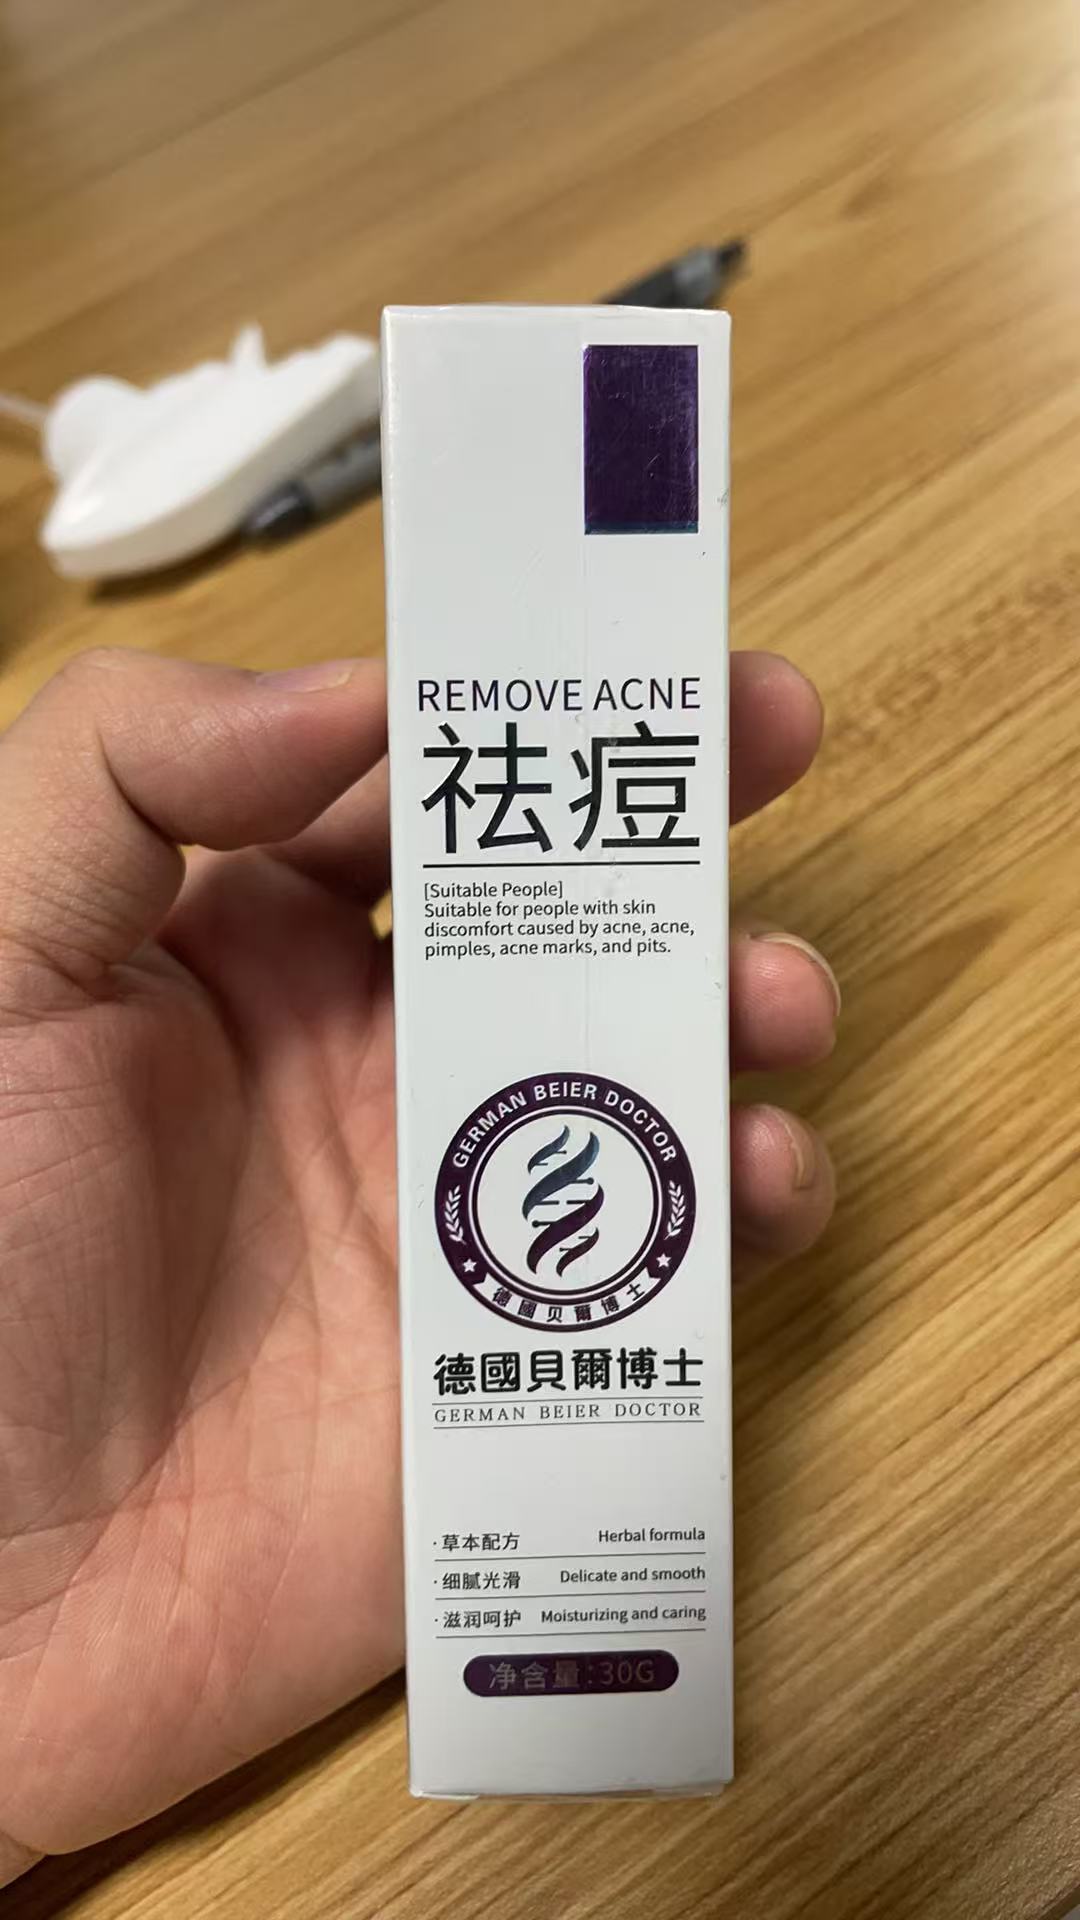 REMOVE ACNE
祛痘
[Suitable People]
Suitable for people with skin
discomfort caused by acne, acne,
pimples, acne marks, and pits.
GERMAN BEIER DOCTOR
德國贝爾博士
德國貝爾博士
GERMAN BEIER DOCTOR
·草本配方 Herbal formula
·细腻光滑 Delicate and smooth
·滋润呵护 Moisturizing and caring
净含量:30G